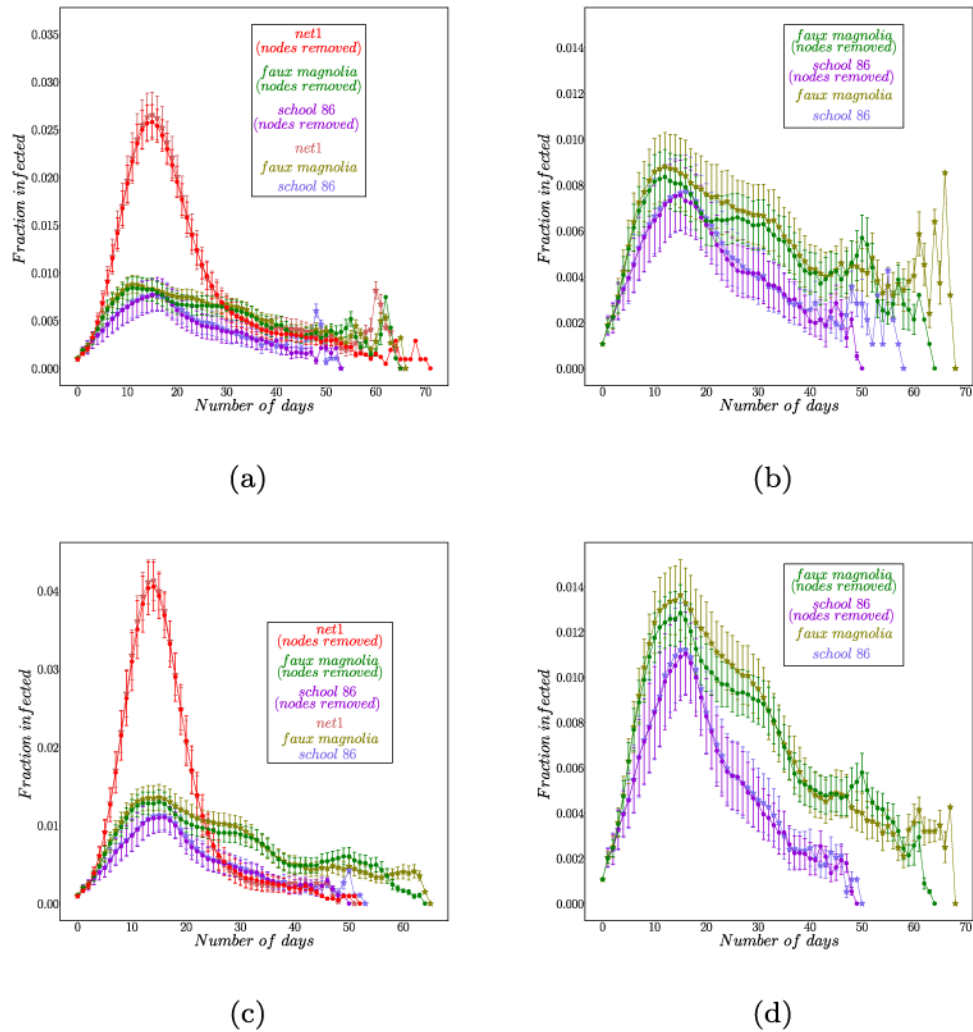 0.035
0.030
0.025
0.020
0.015
0.010
0.005
0.000
Fraction infected
net1
(nodes removed)
faux magnolia
(nodes removed)
school 86
(nodes removed)
net1
faux magnolia
school 86
0 10 20 30 40 50 60 70
Number of days
(a)
0.014
0.012
0.010
0.008
0.006
0.004
0.002
0.000
Fraction infected
faux magnolia
(nodes removed)
school 86
(nodes removed)
faux magnolia
school 86
0 10 20 30 40 50 60 70
Number of days
(b)
0.04
0.03
0.02
0.01
0.00
Fraction infected
net1
(nodes removed)
faux magnolia
(nodes removed)
school 86
(nodes removed)
net1
faux magnolia
school 86
0 10 20 30 40 50 60
Number of days
(c)
0.014
0.012
0.010
0.008
0.006
0.004
0.002
0.000
Fraction infected
faux magnolia
(nodes removed)
school 86
(nodes removed)
faux magnolia
school 86
0 10 20 30 40 50 60 70
Number of days
(d)